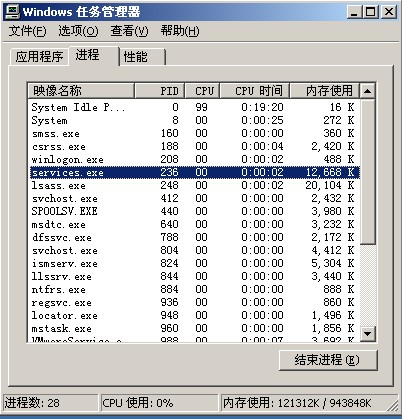 Windows 任务管理器
文件(F) 选项(O) 查看(V) 帮助(H)
应用程序 进程 性能
映像名称 PID CPU CPU 时间 内存使用
System Idle P... 0 99 0:19:20 16 K
System 8 00 0:00:25 272 K
smss.exe 160 00 0:00:00 360 K
csrss.exe 188 00 0:00:04 2,420 K
winlogon.exe 208 00 0:00:02 488 K
services.exe 236 00 0:00:02 12,668 K
lsass.exe 248 00 0:00:02 20,104 K
svchost.exe 412 00 0:00:00 2,432 K
SPOOLSV.EXE 440 00 0:00:00 3,980 K
msdtc.exe 640 00 0:00:00 3,232 K
dfssvc.exe 788 00 0:00:00 2,172 K
svchost.exe 804 00 0:00:02 4,412 K
ismserv.exe 824 00 0:00:00 5,304 K
llssrv.exe 844 00 0:00:00 3,440 K
ntfrs.exe 884 00 0:00:00 888 K
regsvc.exe 936 00 0:00:00 860 K
locator.exe 948 00 0:00:00 1,496 K
mstask.exe 960 00 0:00:00 1,856 K
VMwareService.e 988 00 0:00:07 3,692 K
结束进程(E)
进程数: 28 CPU 使用: 0% 内存使用: 121312K / 943848K